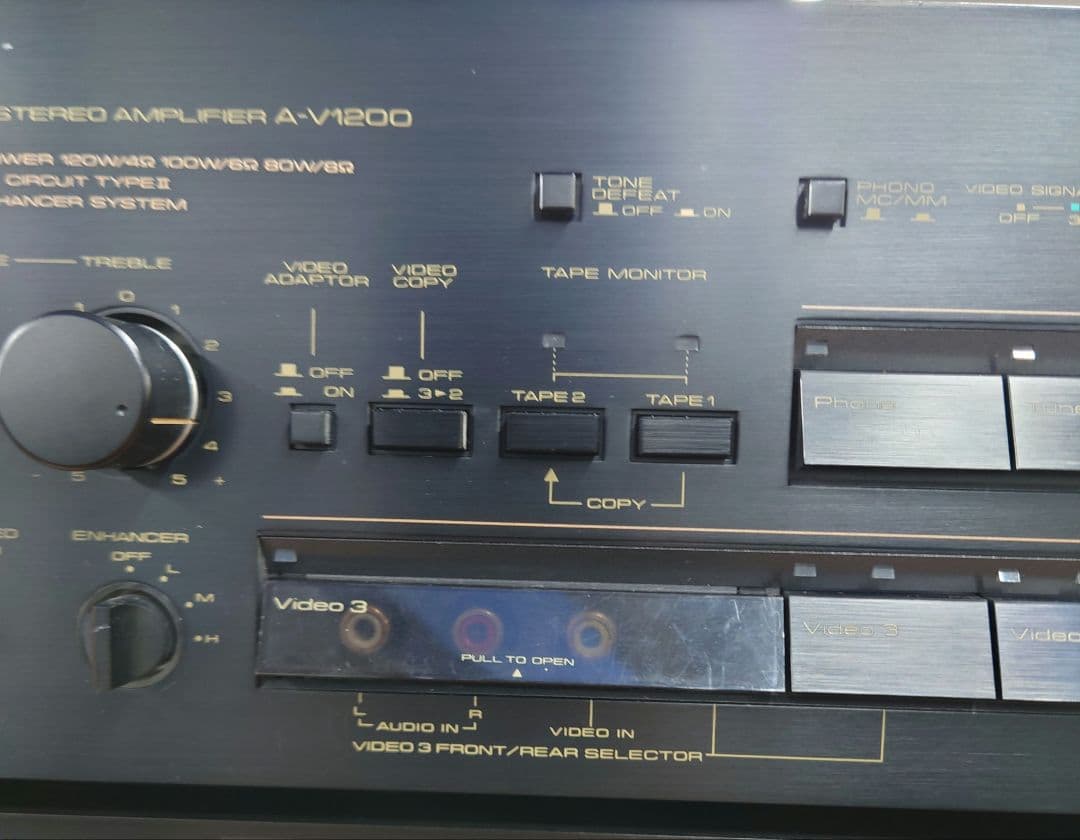 STEREO AMPLIFIER A-V1200
POWER 120W/4Ω 100W/6Ω 80W/8Ω
CIRCUIT TYPE II
HANCER SYSTEM
TONE
DEFEAT
OFF ON
PHONO
MC/MM
VIDEO SIGNA
OFF 3
TREBLE
VIDEO
ADAPTOR
VIDEO
COPY
TAPE MONITOR
1 0 1
2
3
4
5 5 +
OFF
ON
OFF
3▶2
TAPE 2
TAPE 1
COPY
Phono
ENHANCER
OFF
L
M
H
Video 3
PULL TO OPEN
Video 3
Video
L
R
AUDIO IN
VIDEO IN
VIDEO 3 FRONT/REAR SELECTOR